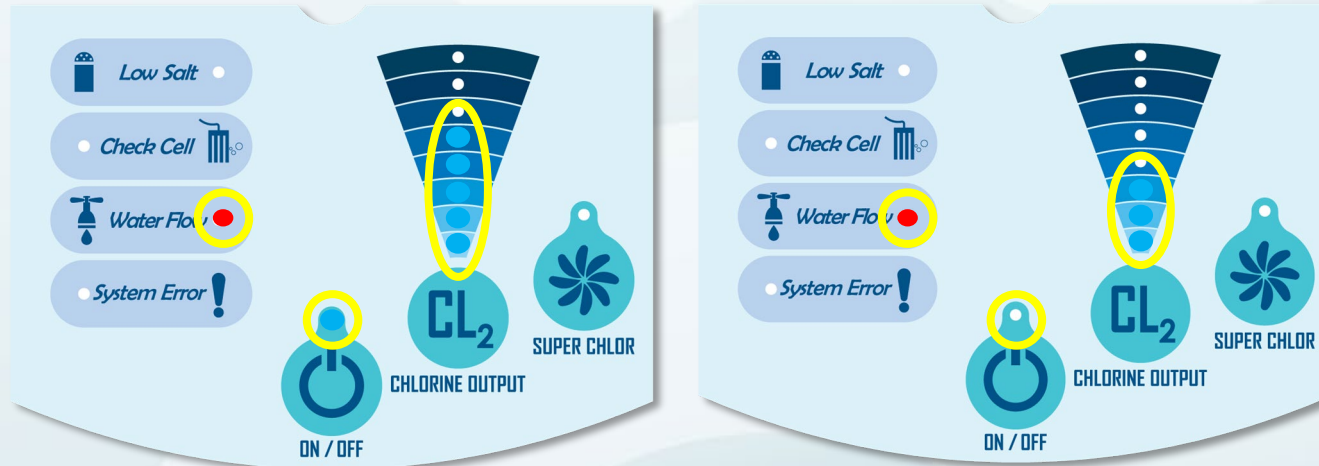 Low Salt
Check Cell
Water Flow
System Error
CL2
SUPER CHLOR
CHLORINE OUTPUT
ON / OFF
Low Salt
Check Cell
Water Flow
System Error
CL2
SUPER CHLOR
CHLORINE OUTPUT
ON / OFF